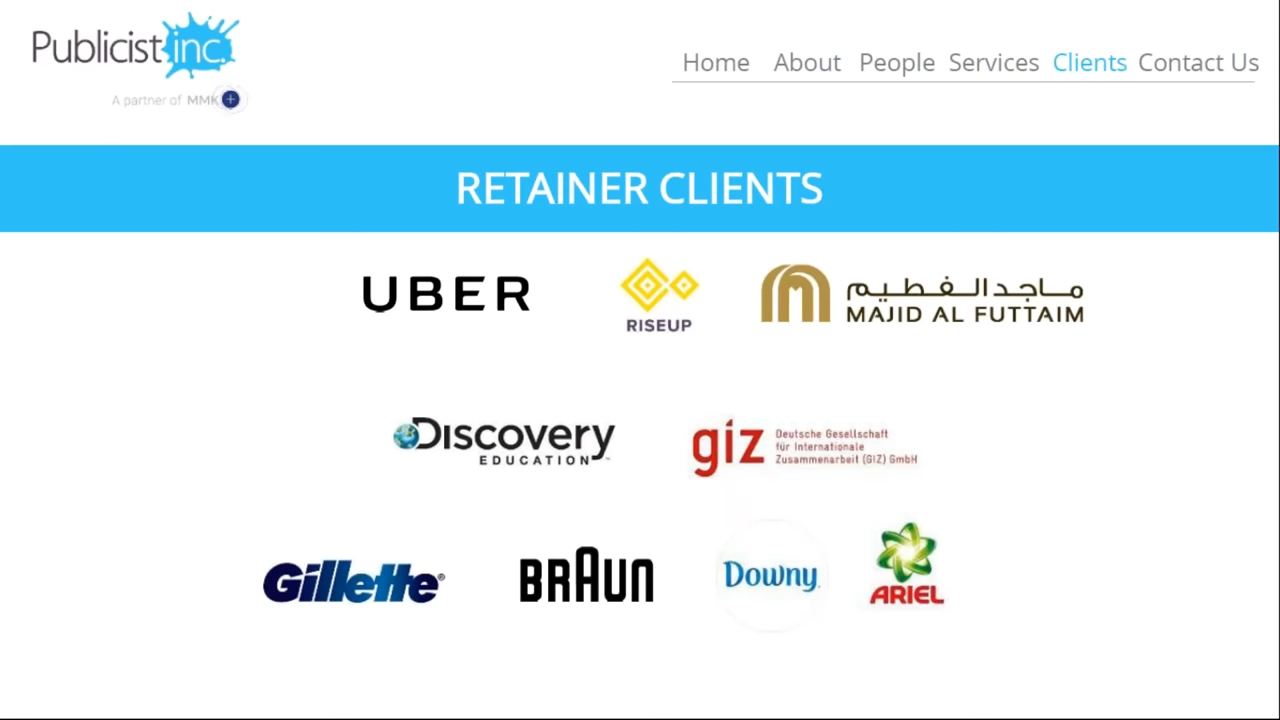 Publicist inc.
A partner of MMK+
Home About People Services Clients Contact Us
RETAINER CLIENTS
UBER
RISEUP
ماجد الفطيم
MAJID AL FUTTAIM
DISCOVERY
EDUCATION™
giz
Deutsche Gesellschaft
für Internationale
Zusammenarbeit (GIZ) GmbH
Gillette®
BRAUN
Downy
ARIEL